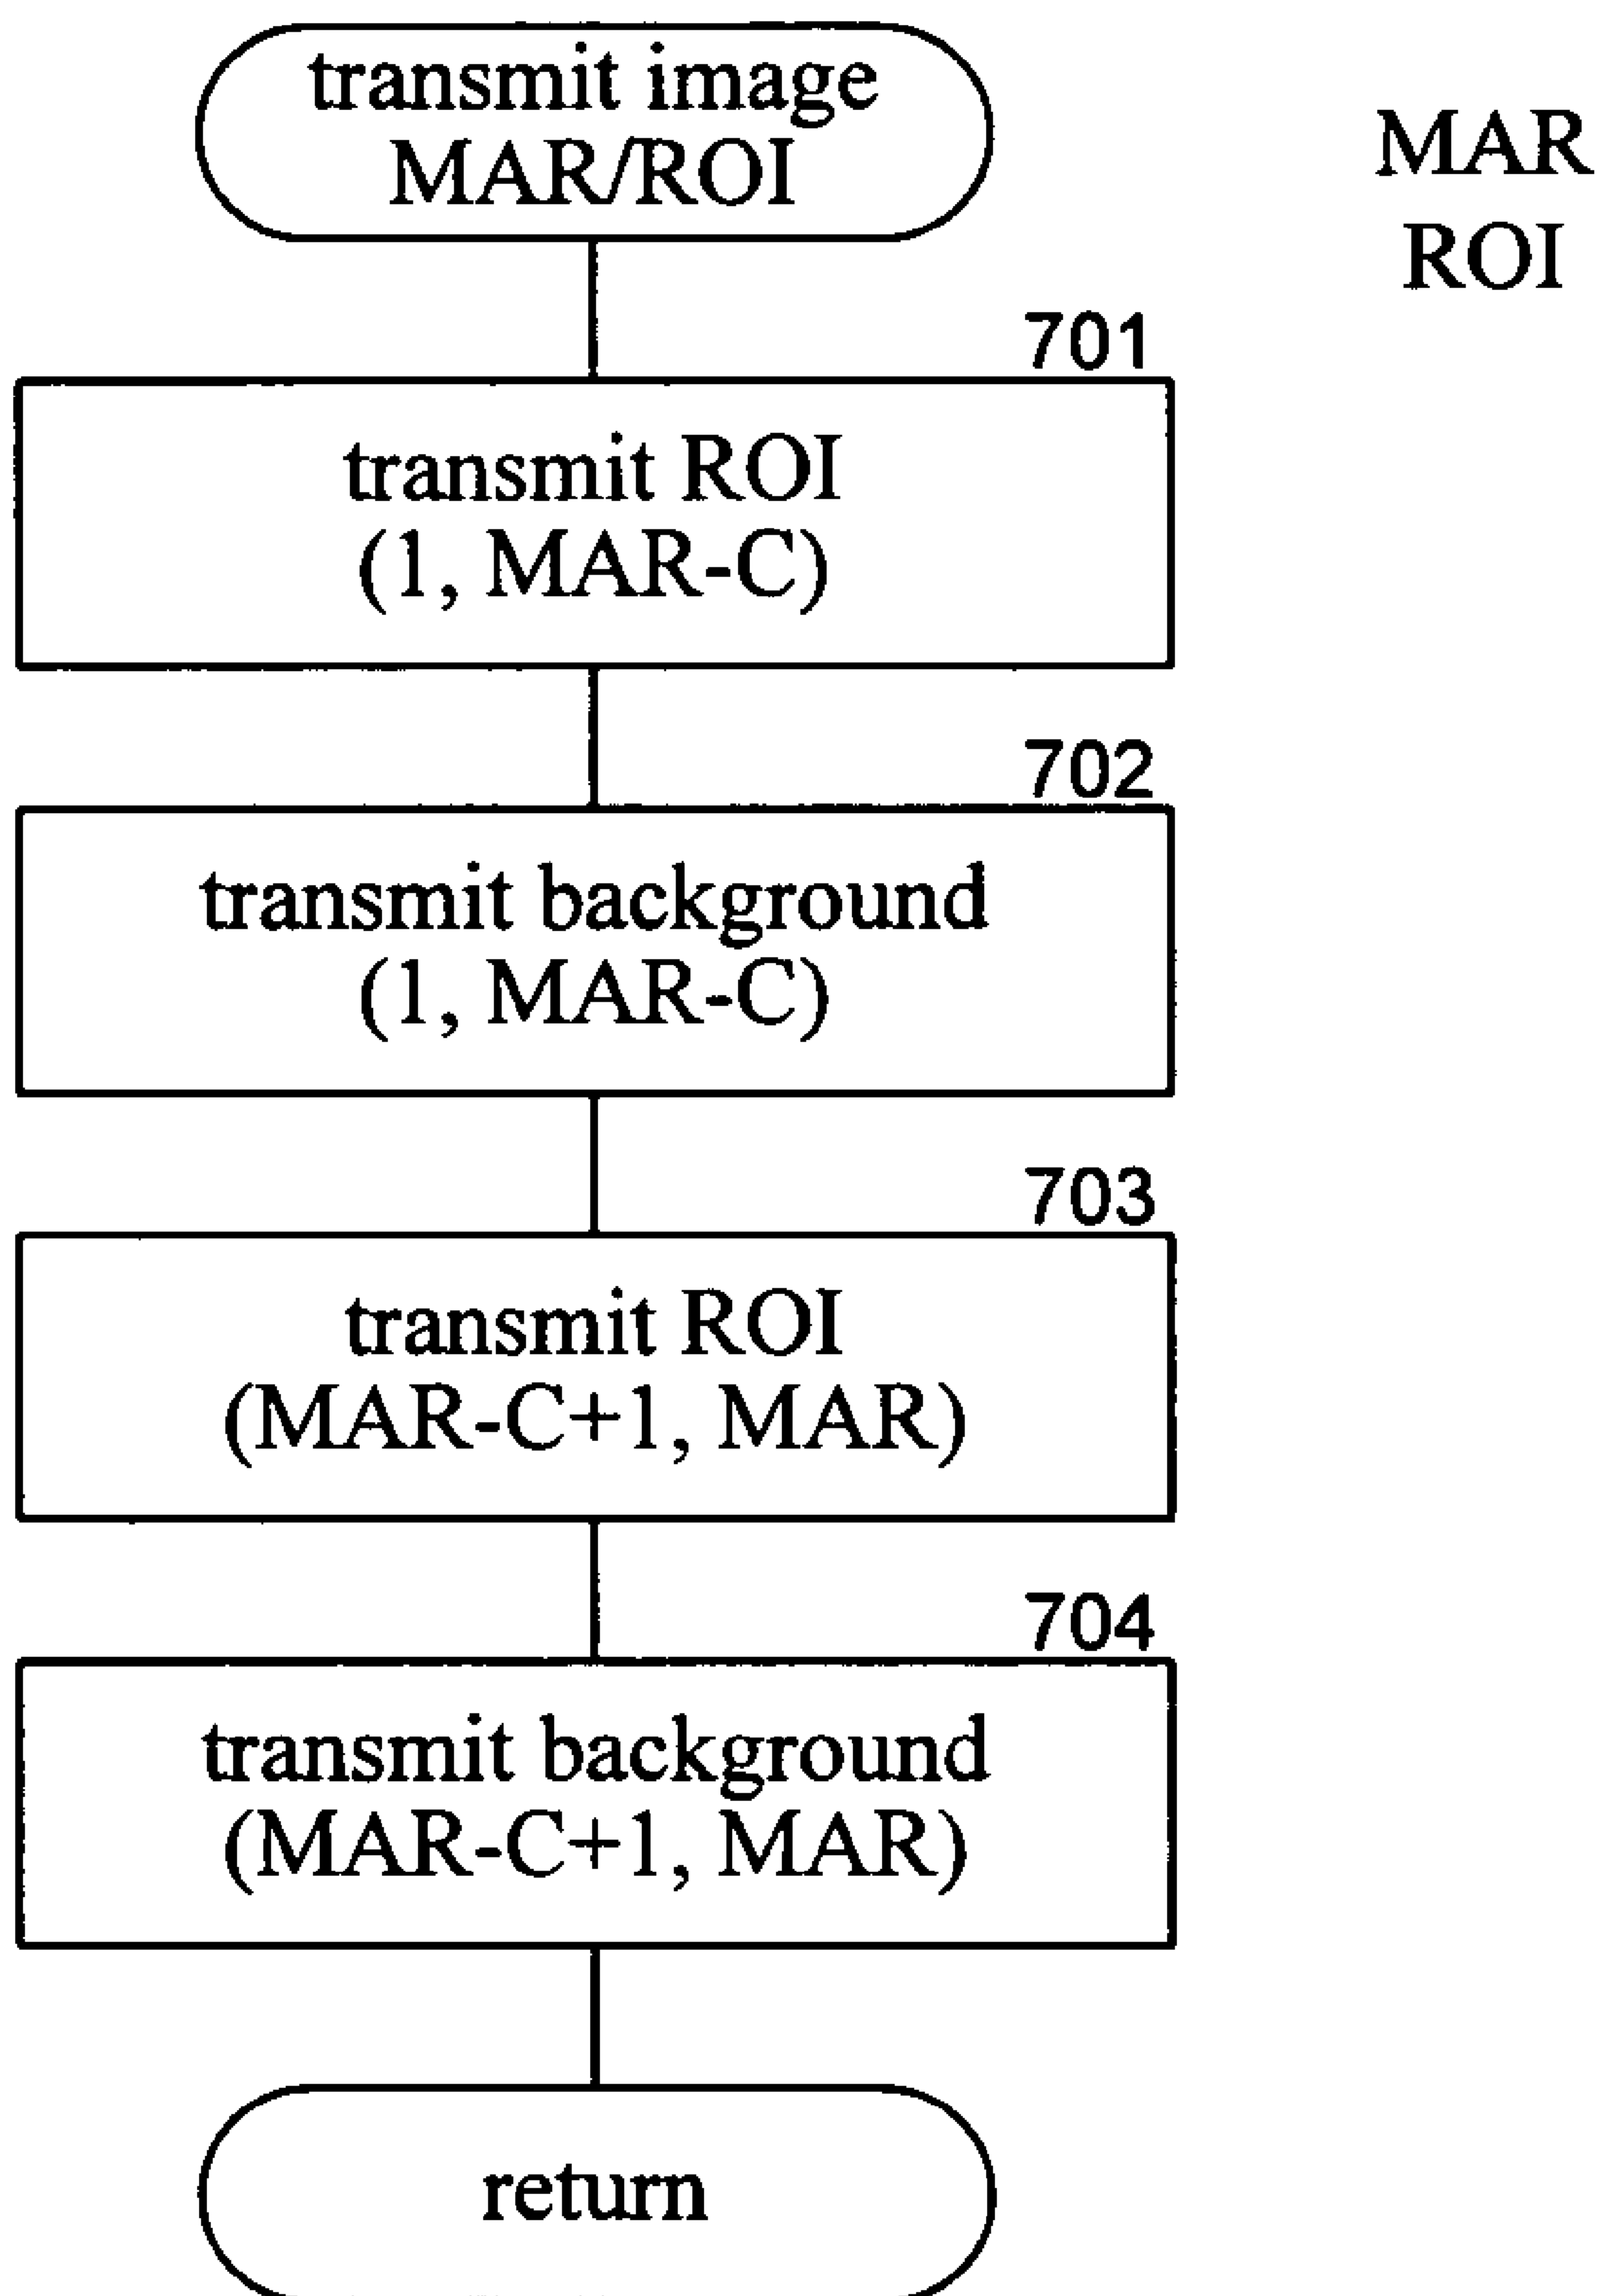 transmit image
MAR/ROI
MAR
ROI
701
transmit ROI
(1, MAR-C)
702
transmit background
(1, MAR-C)
703
transmit ROI
(MAR-C+1, MAR)
704
transmit background
(MAR-C+1, MAR)
return